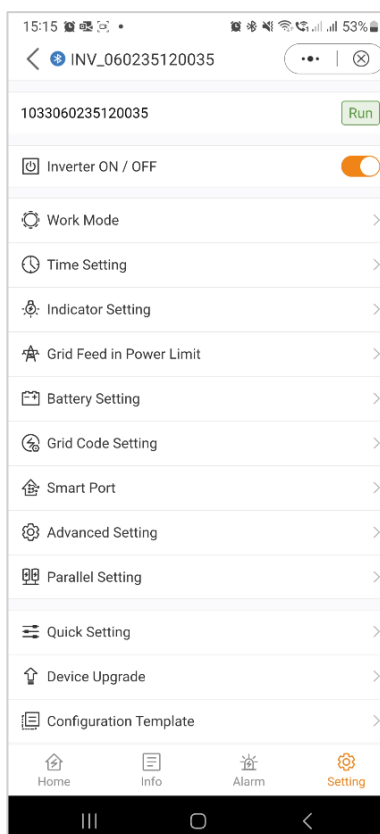 15:15 53%
INV_060235120035
1033060235120035 Run
Inverter ON / OFF
Work Mode
Time Setting
Indicator Setting
Grid Feed in Power Limit
Battery Setting
Grid Code Setting
Smart Port
Advanced Setting
Parallel Setting
Quick Setting
Device Upgrade
Configuration Template
Home Info Alarm Setting